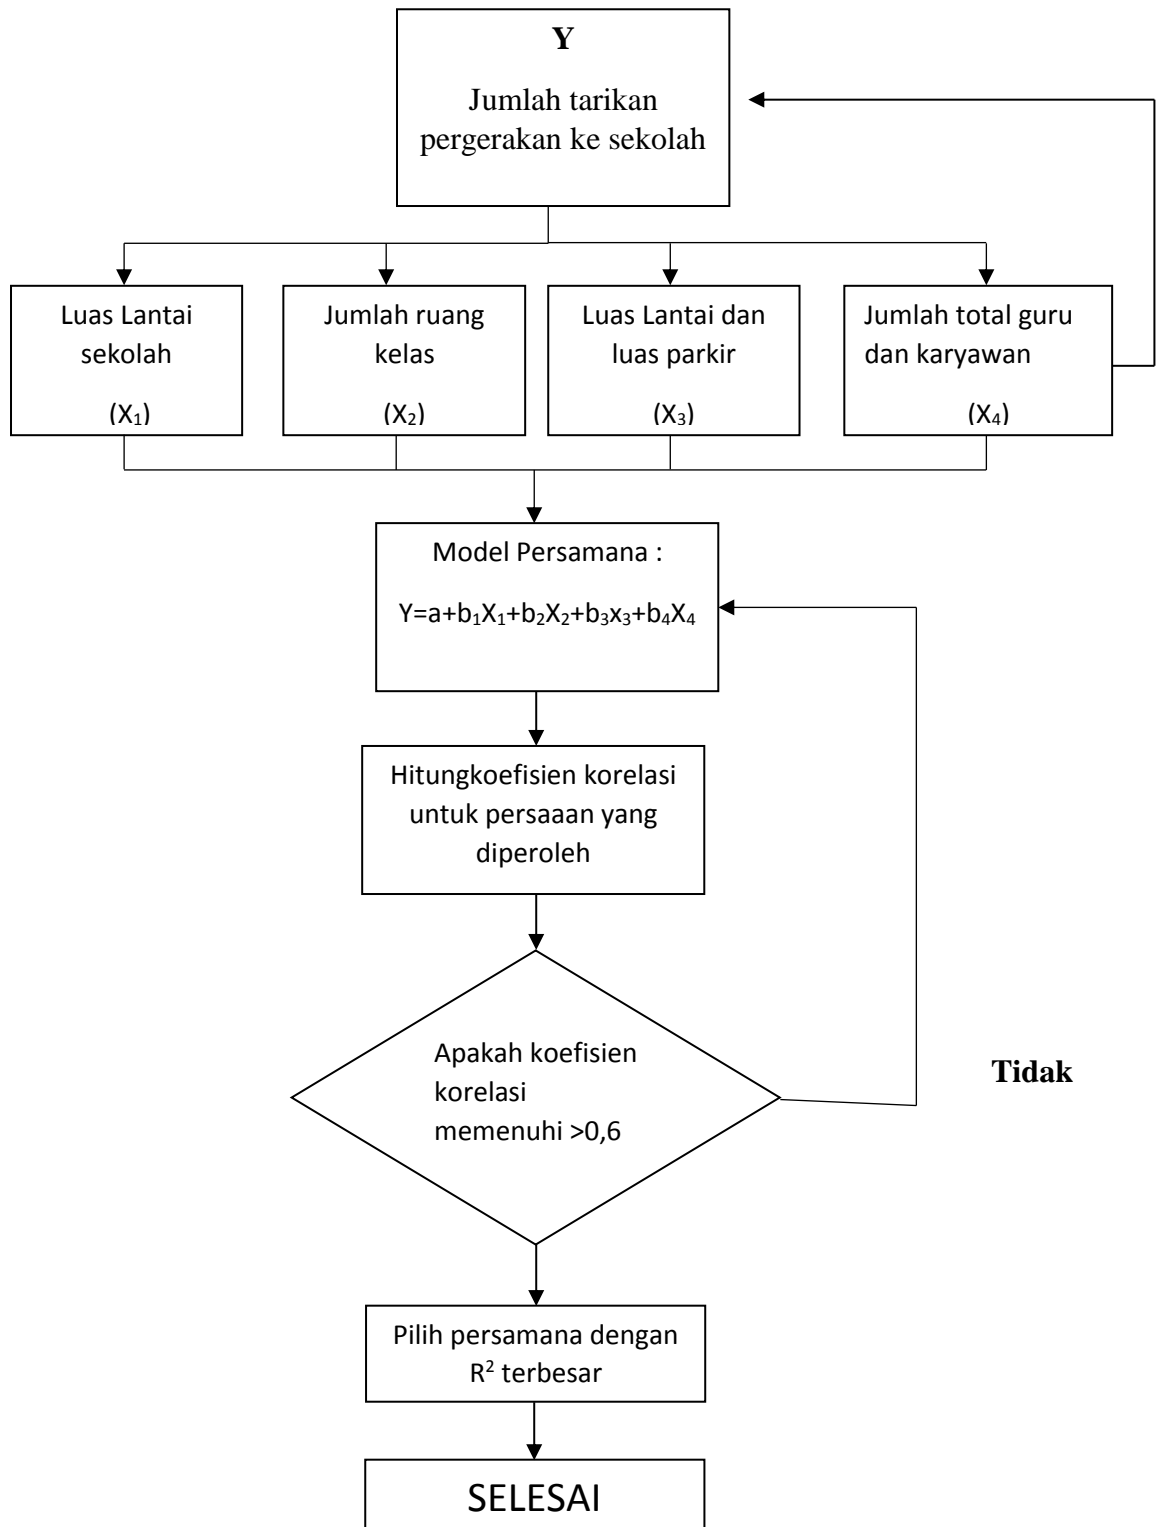 Y
Jumlah tarikan
pergerakan ke sekolah
Luas Lantai
sekolah
(X₁)
Jumlah ruang
kelas
(X₂)
Luas Lantai dan
luas parkir
(X₃)
Jumlah total guru
dan karyawan
(X₄)
Model Persamana :
Y=a+b₁X₁+b₂X₂+b₃x₃+b₄X₄
Hitungkoefisien korelasi
untuk persaaan yang
diperoleh
Apakah koefisien
korelasi
memenuhi >0,6
Tidak
Pilih persamana dengan
R² terbesar
SELESAI